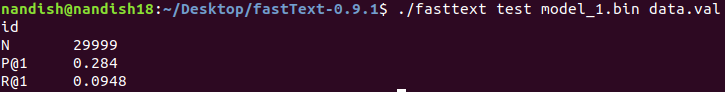 nandish@nandish18:~/Desktop/fastText-0.9.1$ ./fasttext test model_1.bin data.val
id
N	29999
P@1	0.284
R@1	0.0948